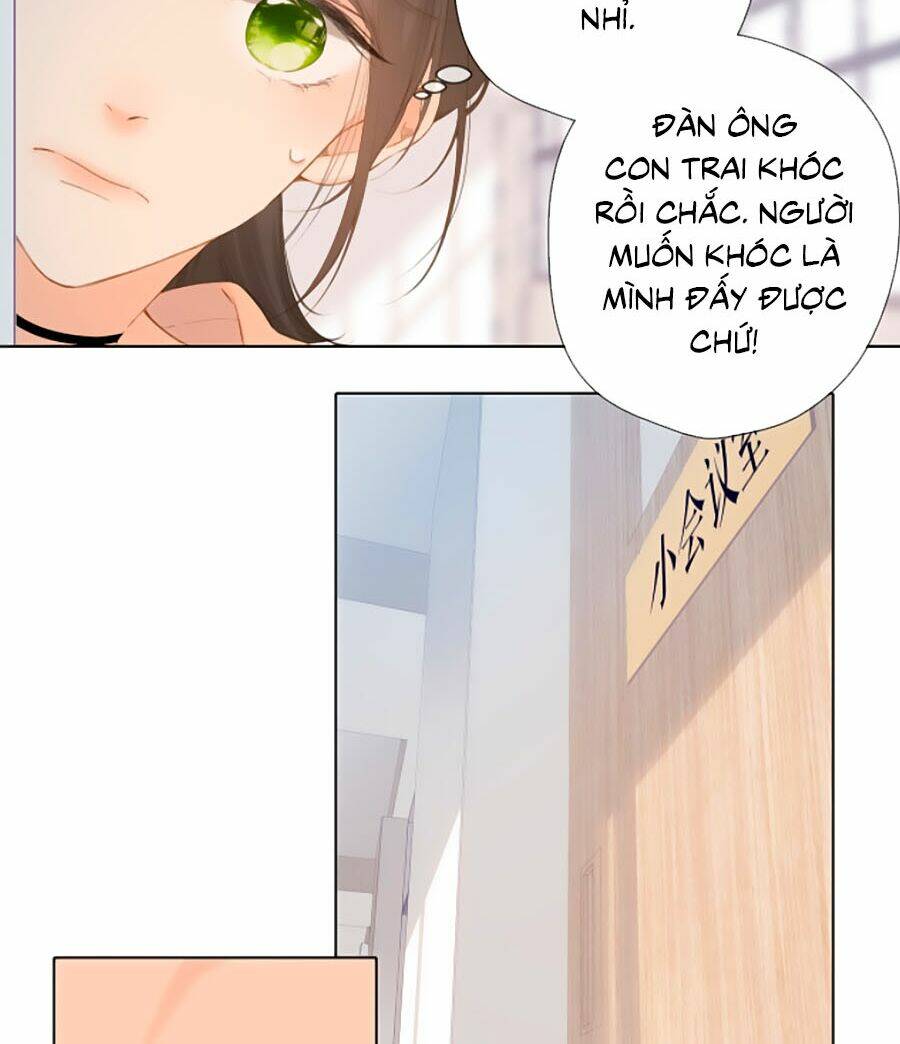 NHỈ.
ĐÀN ÔNG
CON TRAI KHÓC
RỒI CHẮC. NGƯỜI
MUỐN KHÓC LÀ
MÌNH ĐẤY ĐƯỢC
CHỨ!
小会议室